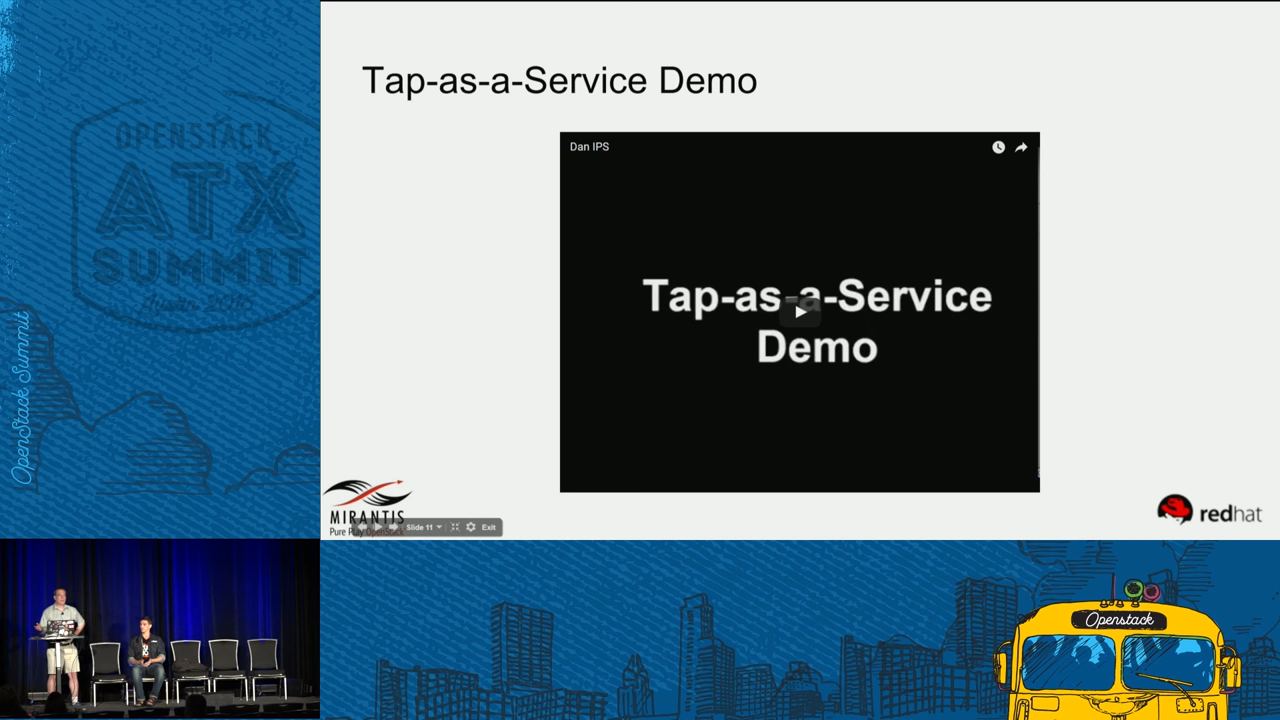 Tap-as-a-Service Demo
Dan IPS
Tap-as-a-Service
Demo
MIRANTIS
Pure Play OpenStack
Slide 11
Exit
redhat
OPENSTACK
ATX
SUMMIT
OpenStack Summit
Openstack